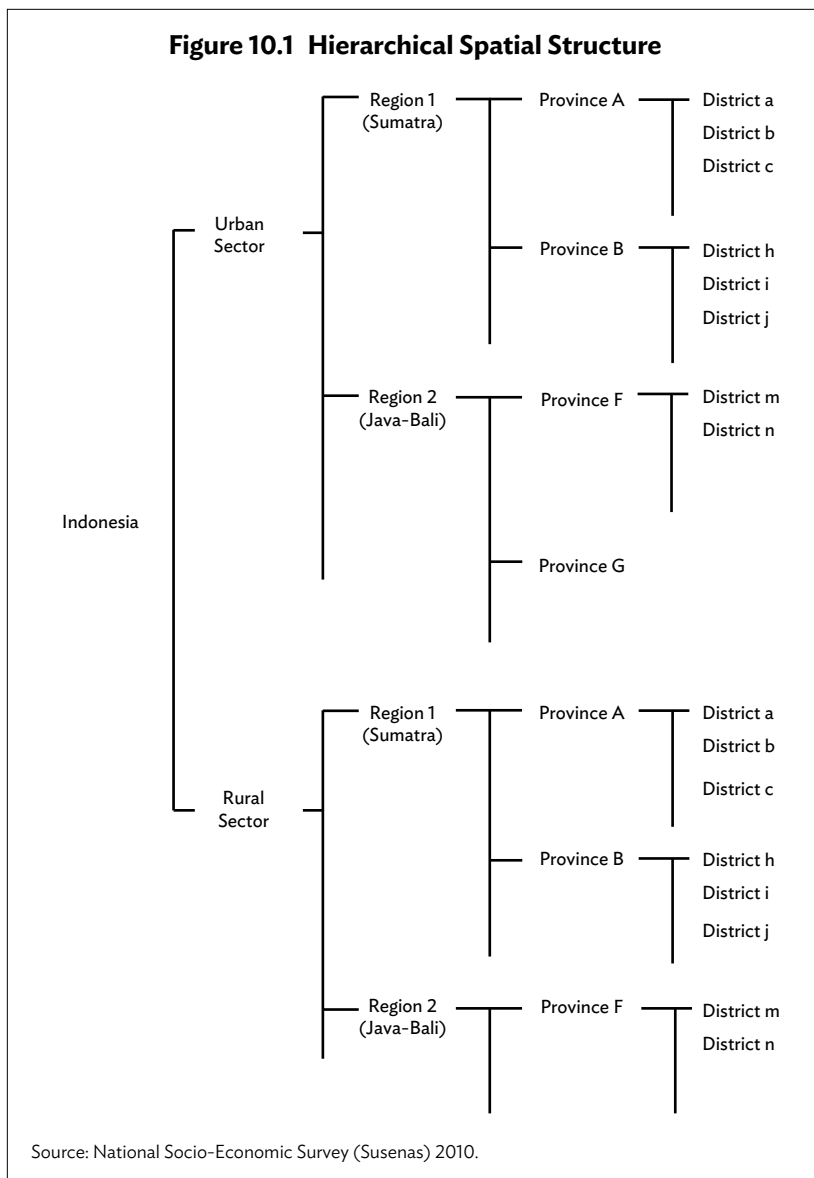 Figure 10.1 Hierarchical Spatial Structure
Region 1
(Sumatra)
Province A
District a
District b
District c
Urban
Sector
Province B
District h
District i
District j
Region 2
(Java-Bali)
Province F
District m
District n
Indonesia
Province G
Region 1
(Sumatra)
Province A
District a
District b
District c
Rural
Sector
Province B
District h
District i
District j
Region 2
(Java-Bali)
Province F
District m
District n
Source: National Socio-Economic Survey (Susenas) 2010.